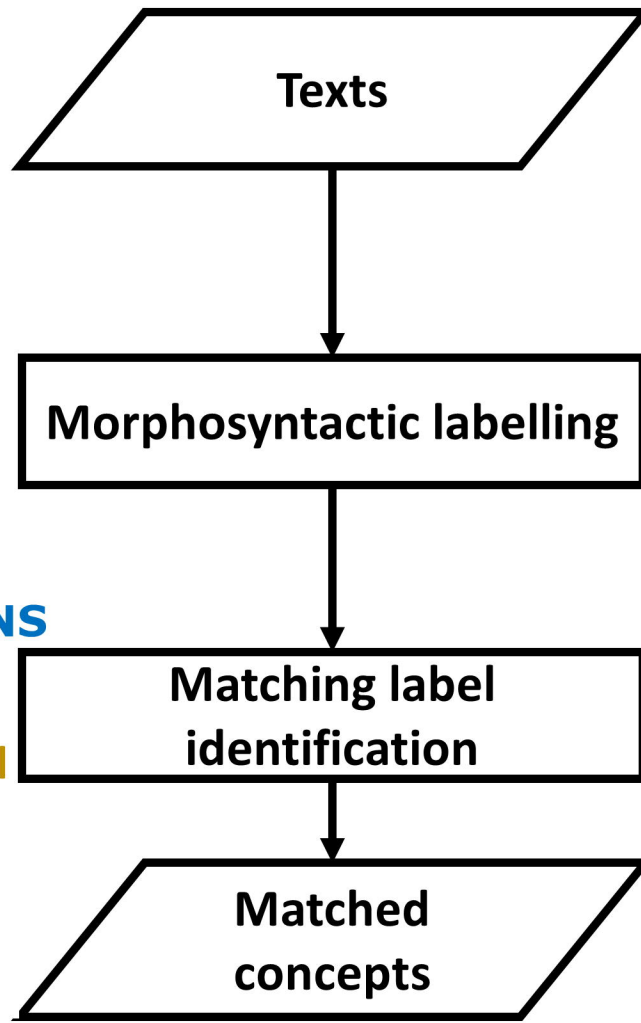 Texts
Morphosyntactic labelling
NS
Matching label
identification
Matched
concepts